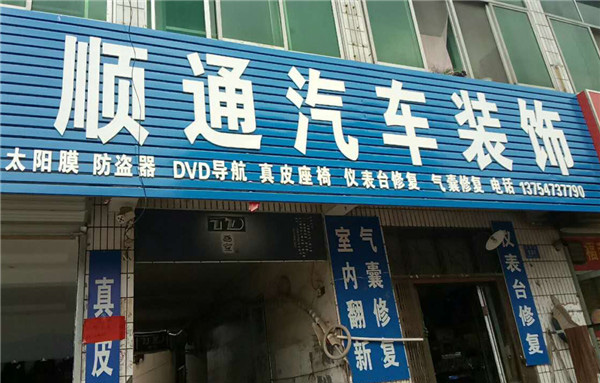 顺通汽车装饰
太阳膜 防盗器 DVD导航 真皮座椅 仪表台修复 气囊修复 电话 13754737790
真皮
室内翻新
气囊修复
仪表台修复